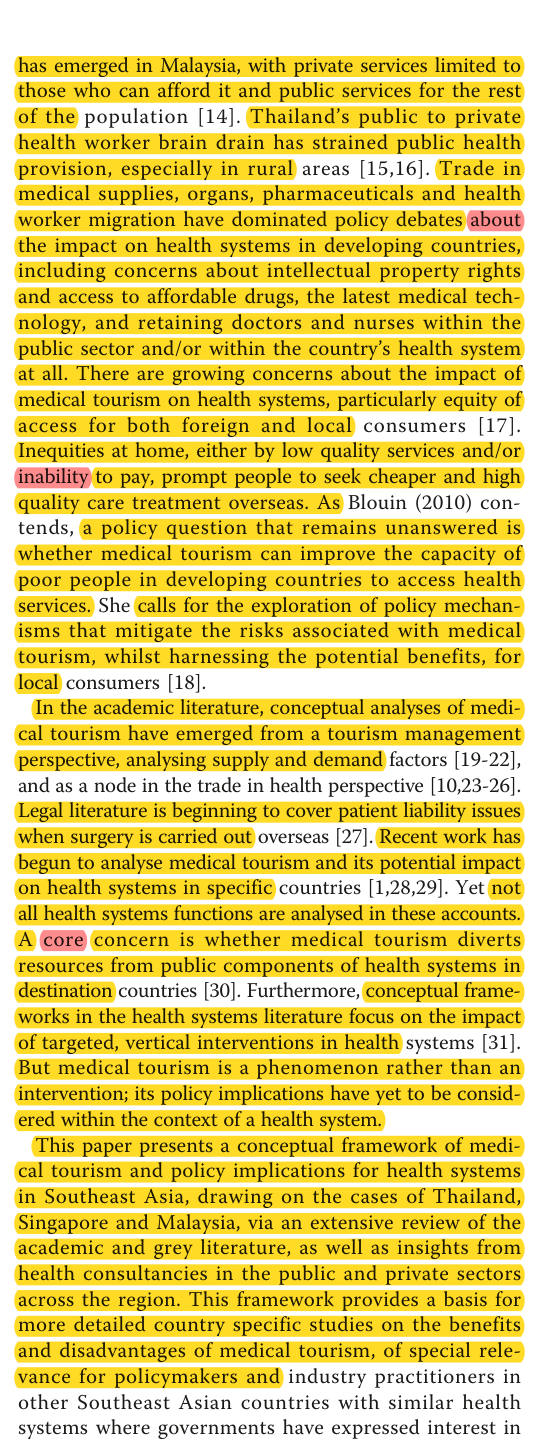 has emerged in Malaysia, with private services limited to
those who can afford it and public services for the rest
of the population [14]. Thailand's public to private
health worker brain drain has strained public health
provision, especially in rural areas [15,16]. Trade in
medical supplies, organs, pharmaceuticals and health
worker migration have dominated policy debates about
the impact on health systems in developing countries,
including concerns about intellectual property rights
and access to affordable drugs, the latest medical tech-
nology, and retaining doctors and nurses within the
public sector and/or within the country's health system
at all. There are growing concerns about the impact of
medical tourism on health systems, particularly equity of
access for both foreign and local consumers [17].
Inequities at home, either by low quality services and/or
inability to pay, prompt people to seek cheaper and high
quality care treatment overseas. As Blouin (2010) con-
tends, a policy question that remains unanswered is
whether medical tourism can improve the capacity of
poor people in developing countries to access health
services. She calls for the exploration of policy mechan-
isms that mitigate the risks associated with medical
tourism, whilst harnessing the potential benefits, for
local consumers [18].
In the academic literature, conceptual analyses of medi-
cal tourism have emerged from a tourism management
perspective, analysing supply and demand factors [19-22],
and as a node in the trade in health perspective [10,23-26].
Legal literature is beginning to cover patient liability issues
when surgery is carried out overseas [27]. Recent work has
begun to analyse medical tourism and its potential impact
on health systems in specific countries [1,28,29]. Yet not
all health systems functions are analysed in these accounts.
A core concern is whether medical tourism diverts
resources from public components of health systems in
destination countries [30]. Furthermore, conceptual frame-
works in the health systems literature focus on the impact
of targeted, vertical interventions in health systems [31].
But medical tourism is a phenomenon rather than an
intervention; its policy implications have yet to be consid-
ered within the context of a health system.
This paper presents a conceptual framework of medi-
cal tourism and policy implications for health systems
in Southeast Asia, drawing on the cases of Thailand,
Singapore and Malaysia, via an extensive review of the
academic and grey literature, as well as insights from
health consultancies in the public and private sectors
across the region. This framework provides a basis for
more detailed country specific studies on the benefits
and disadvantages of medical tourism, of special rele-
vance for policymakers and industry practitioners in
other Southeast Asian countries with similar health
systems where governments have expressed interest in